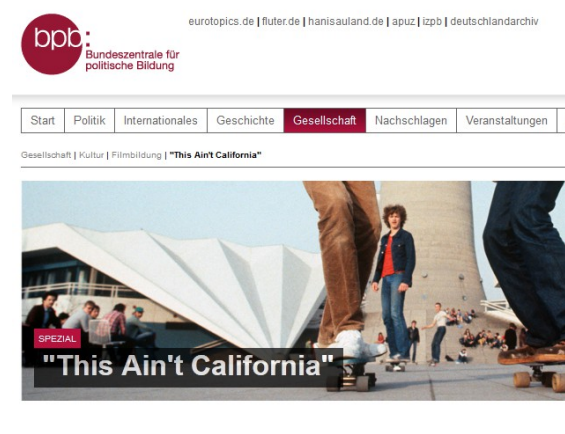 eurotopics.de | fluter.de | hanisauland.de | apuz | izpb | deutschlandarchiv
bpb:
Bundeszentrale für
politische Bildung
Start Politik Internationales Geschichte Gesellschaft Nachschlagen Veranstaltungen
Gesellschaft | Kultur | Filmbildung | "This Ain't California"
SPEZIAL
"This Ain't California"